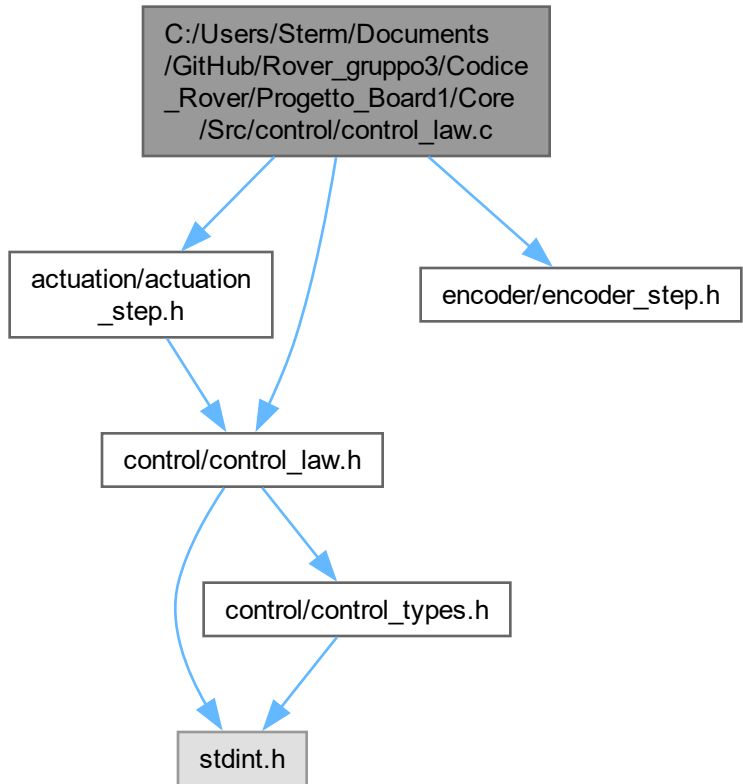 C:/Users/Sterm/Documents
/GitHub/Rover_gruppo3/Codice
_Rover/Progetto_Board1/Core
/Src/control/control_law.c
actuation/actuation
_step.h
encoder/encoder_step.h
control/control_law.h
control/control_types.h
stdint.h